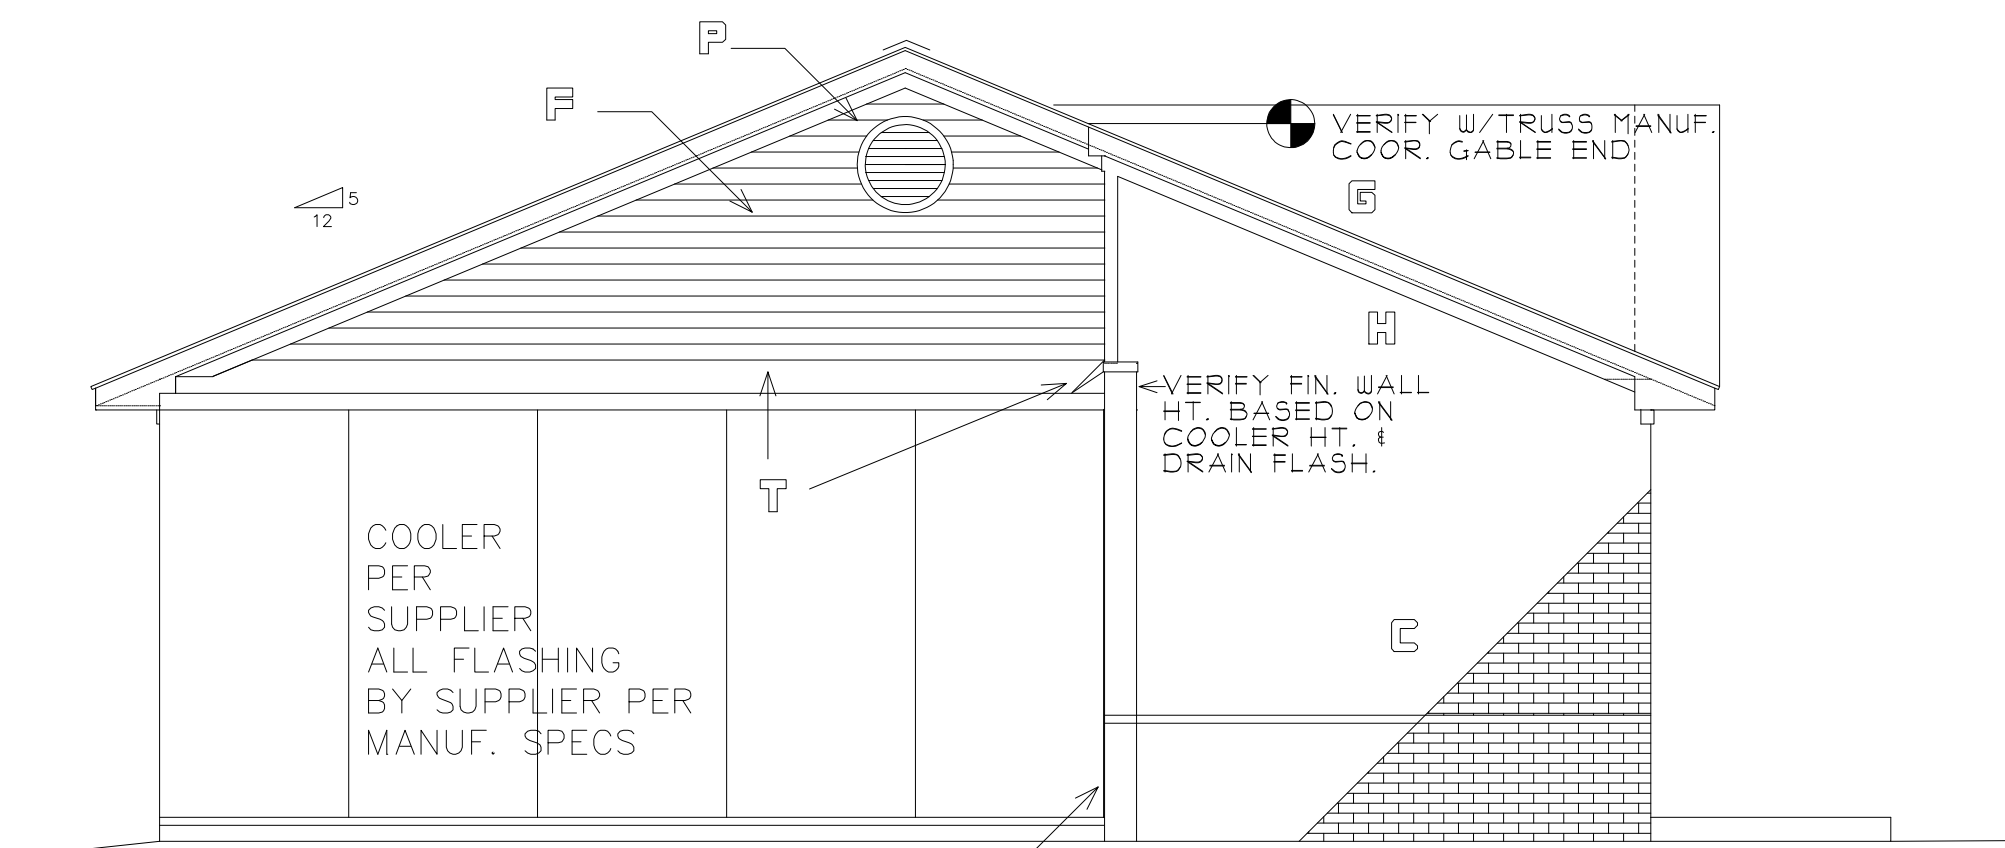 P
F
VERIFY W/TRUSS MANUF.
COOR. GABLE END
G
5
12
H
VERIFY FIN. WALL
HT. BASED ON
COOLER HT. &
DRAIN FLASH.
T
COOLER
PER
SUPPLIER
ALL FLASHING
BY SUPPLIER PER
MANUF. SPECS
C